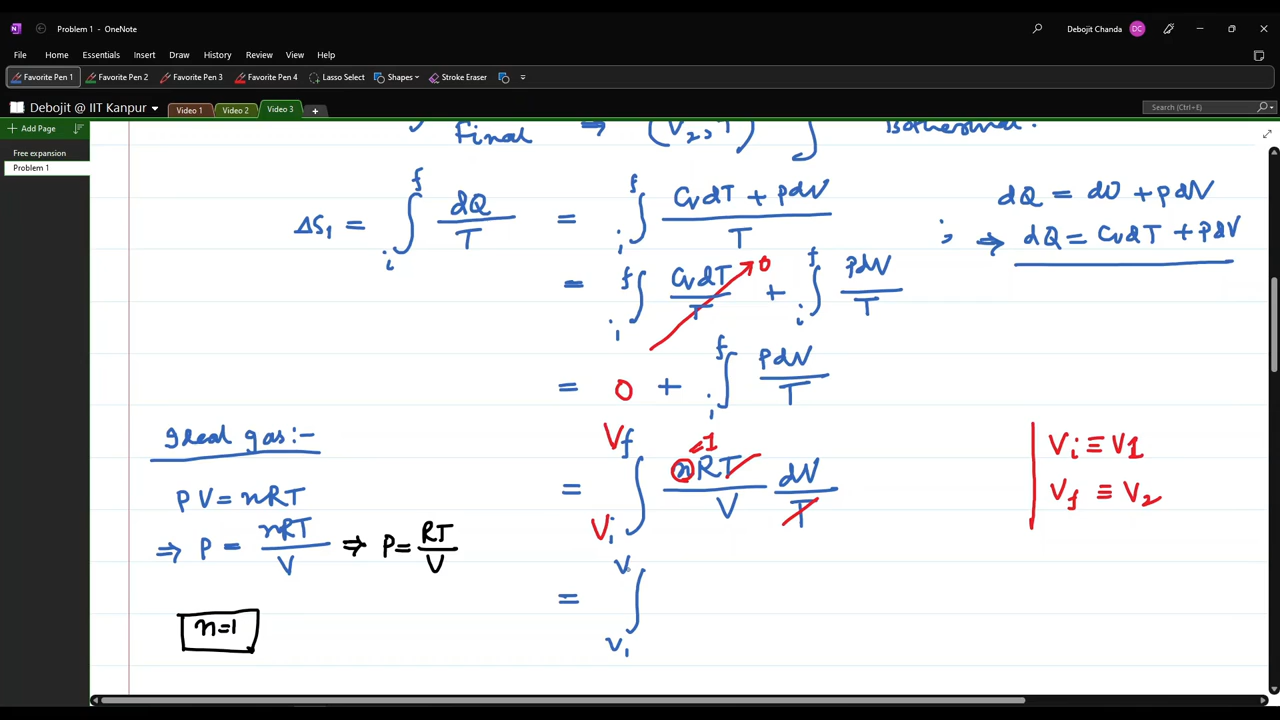 Problem 1 - OneNote
Debojit Chanda DC
File Home Essentials Insert Draw History Review View Help
Favorite Pen 1 Favorite Pen 2 Favorite Pen 3 Favorite Pen 4 Lasso Select Shapes Stroke Eraser
Debojit @ IIT Kanpur Video 1 Video 2 Video 3 + Search (Ctrl+E)
Add Page
Free expansion
Problem 1
Final ⇒ (V₂, T) Isothermal.
ΔS₁ = ∫ᵢᶠ dQ/T = ∫ᵢᶠ (CvdT + PdV)/T ; dQ = dU + PdV
⇒ dQ = CvdT + PdV
= ∫ᵢᶠ CvdT/T → 0 + ∫ᵢᶠ PdV/T
= 0 + ∫ᵢᶠ PdV/T
Ideal gas:-
= ∫ Vi Vf nRT/V dV/T ← 1
Vi ≡ V1
Vf ≡ V2
PV = nRT
⇒ P = nRT/V ⇒ P = RT/V
= ∫ V₁ V
n=1